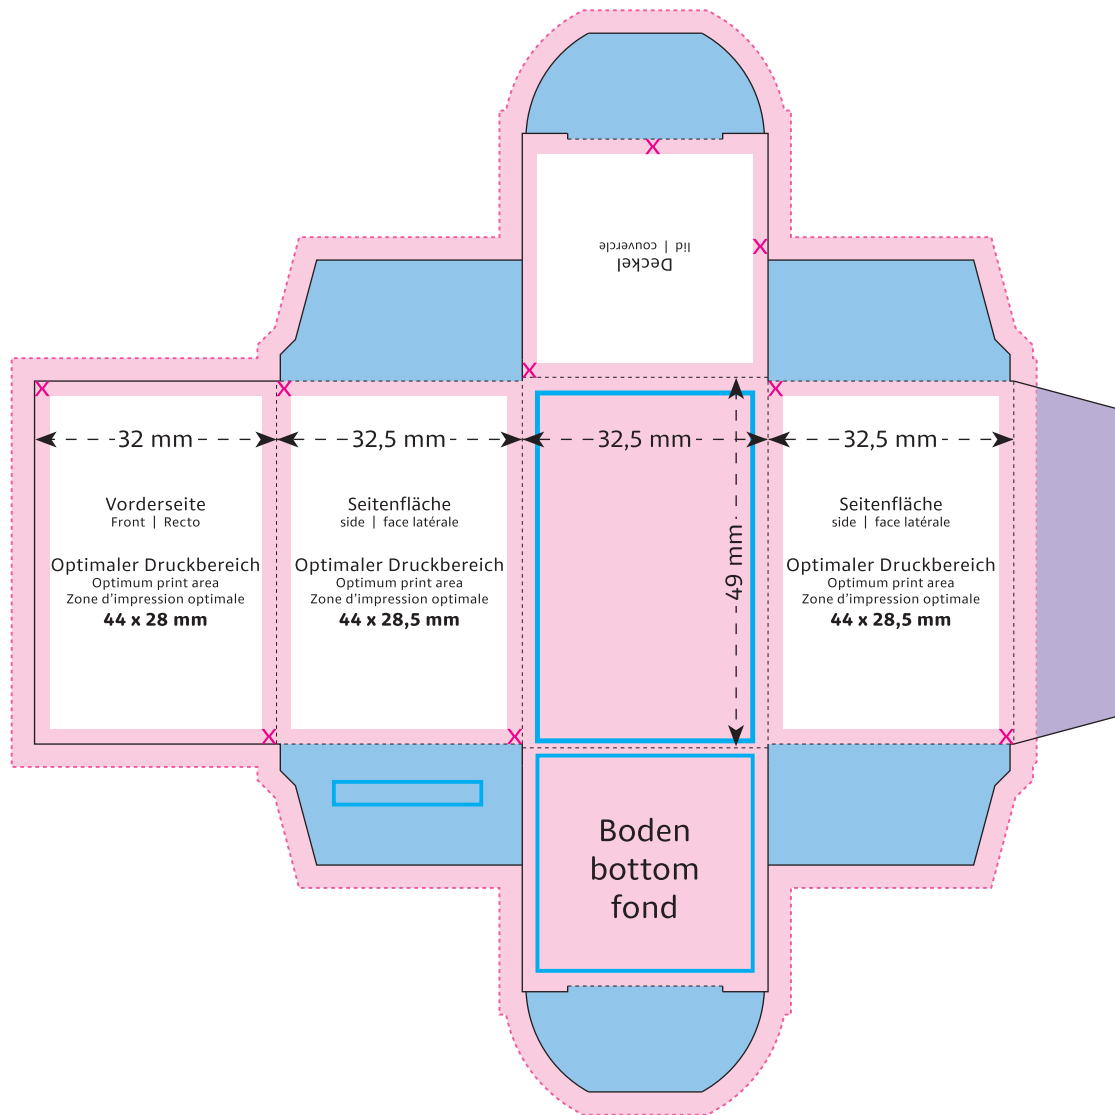 Deckel
lid | couvercle
32 mm
32,5 mm
32,5 mm
32,5 mm
49 mm
Vorderseite
Front | Recto
Optimaler Druckbereich
Optimum print area
Zone d'impression optimale
44 x 28 mm
Seitenfläche
side | face latérale
Optimaler Druckbereich
Optimum print area
Zone d'impression optimale
44 x 28,5 mm
Seitenfläche
side | face latérale
Optimaler Druckbereich
Optimum print area
Zone d'impression optimale
44 x 28,5 mm
Boden
bottom
fond